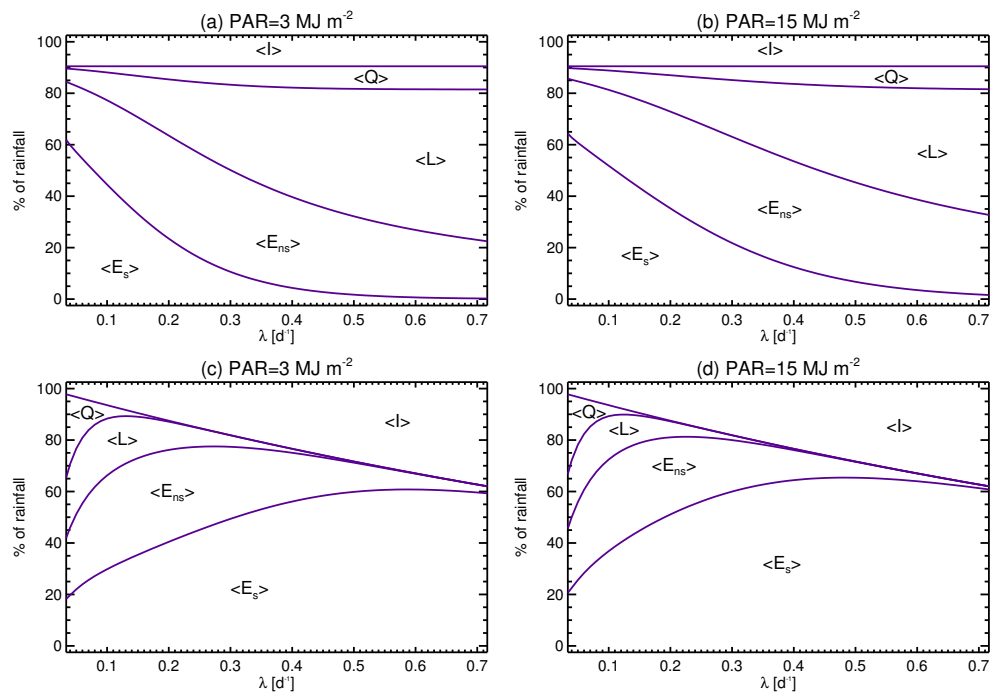 (a) PAR=3 MJ m-2
(b) PAR=15 MJ m-2
100
80
60
40
20
0
% of rainfall
<I>
<Q>
<L>
<Ens>
<Es>
0.1 0.2 0.3 0.4 0.5 0.6 0.7
λ [d-1]
100
80
60
40
20
0
% of rainfall
<I>
<Q>
<L>
<Ens>
<Es>
0.1 0.2 0.3 0.4 0.5 0.6 0.7
λ [d-1]
(c) PAR=3 MJ m-2
(d) PAR=15 MJ m-2
100
80
60
40
20
0
% of rainfall
<Q>
<I>
<L>
<Ens>
<Es>
0.1 0.2 0.3 0.4 0.5 0.6 0.7
λ [d-1]
100
80
60
40
20
0
% of rainfall
<Q>
<L>
<I>
<Ens>
<Es>
0.1 0.2 0.3 0.4 0.5 0.6 0.7
λ [d-1]